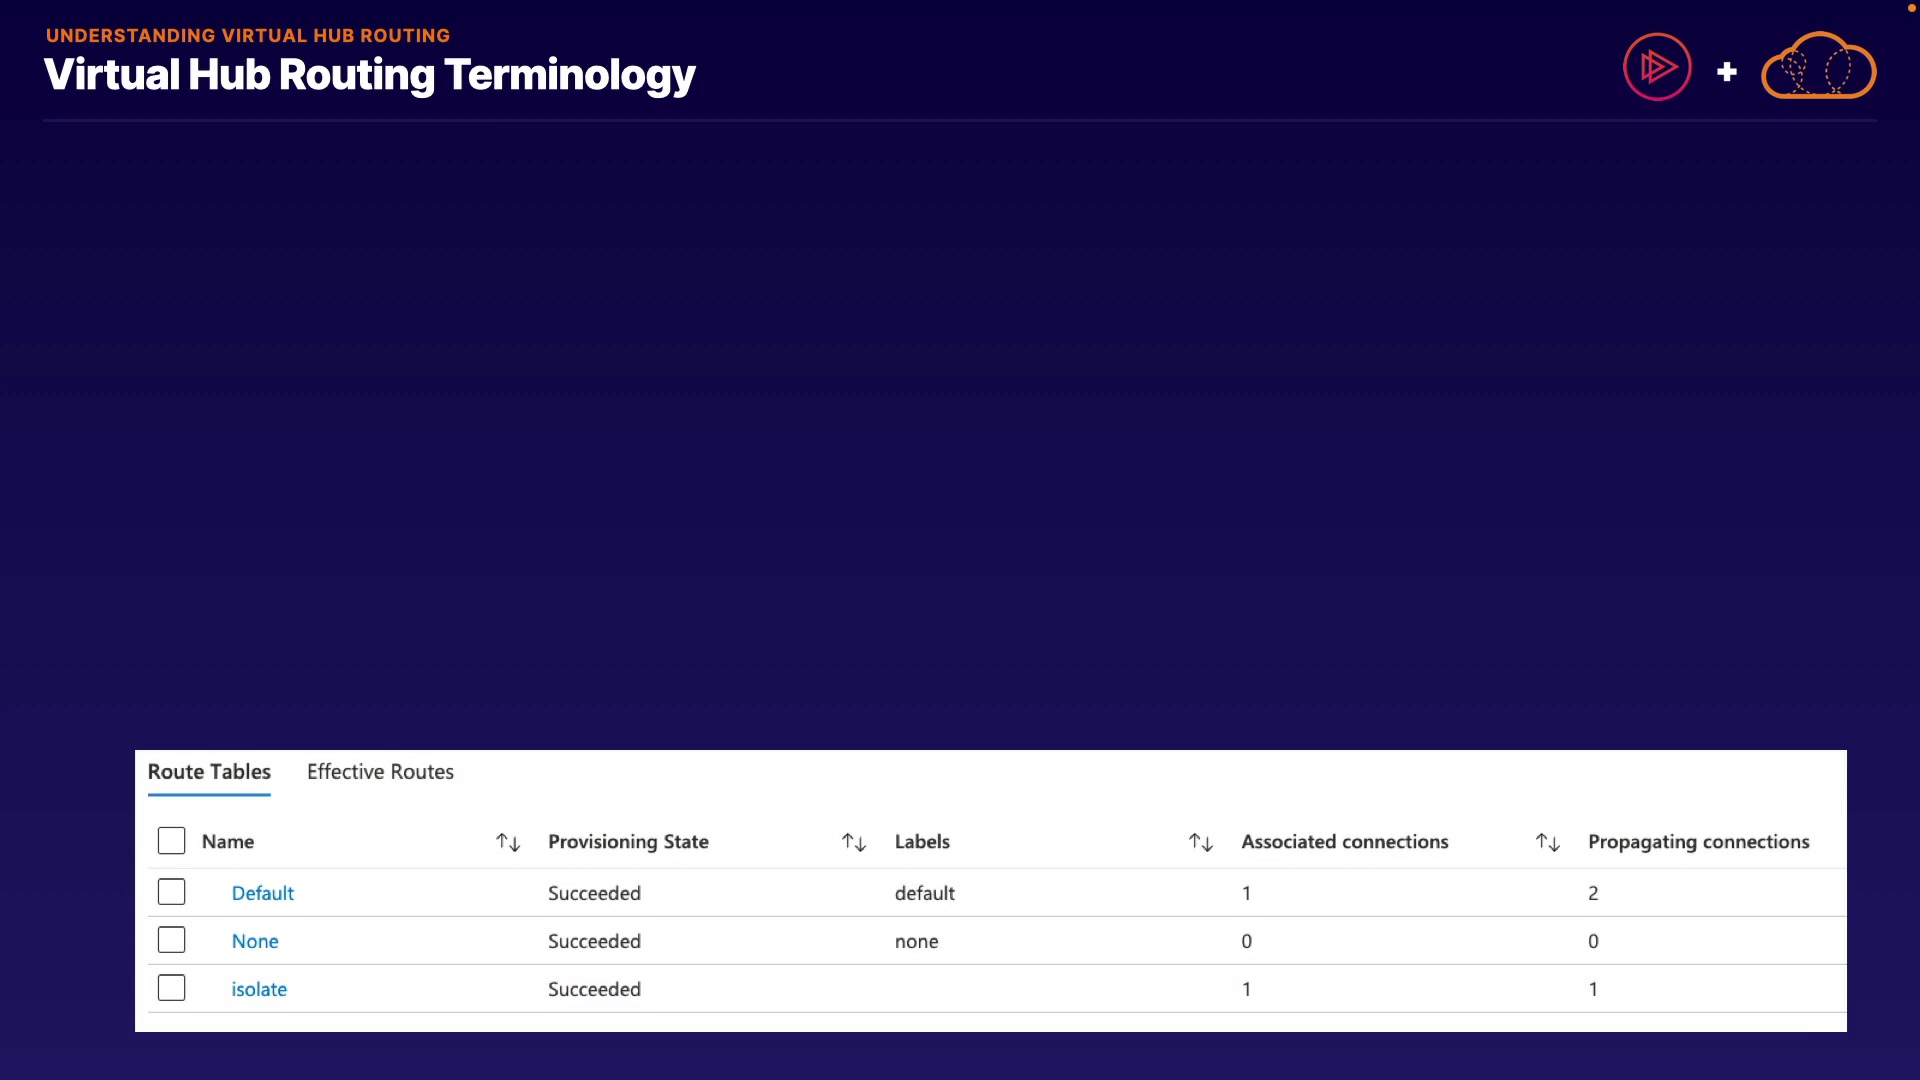 UNDERSTANDING VIRTUAL HUB ROUTING
Virtual Hub Routing Terminology
Route Tables Effective Routes
Name Provisioning State Labels Associated connections Propagating connections
Default Succeeded default 1 2
None Succeeded none 0 0
isolate Succeeded 1 1